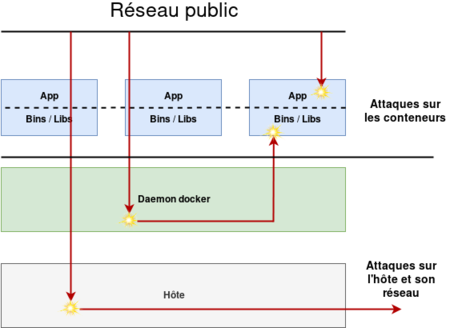 Réseau public
App
App
App
Bins / Libs
Bins / Libs
Bins / Libs
Attaques sur
les conteneurs
Daemon docker
Hôte
Attaques sur
l'hôte et son
réseau